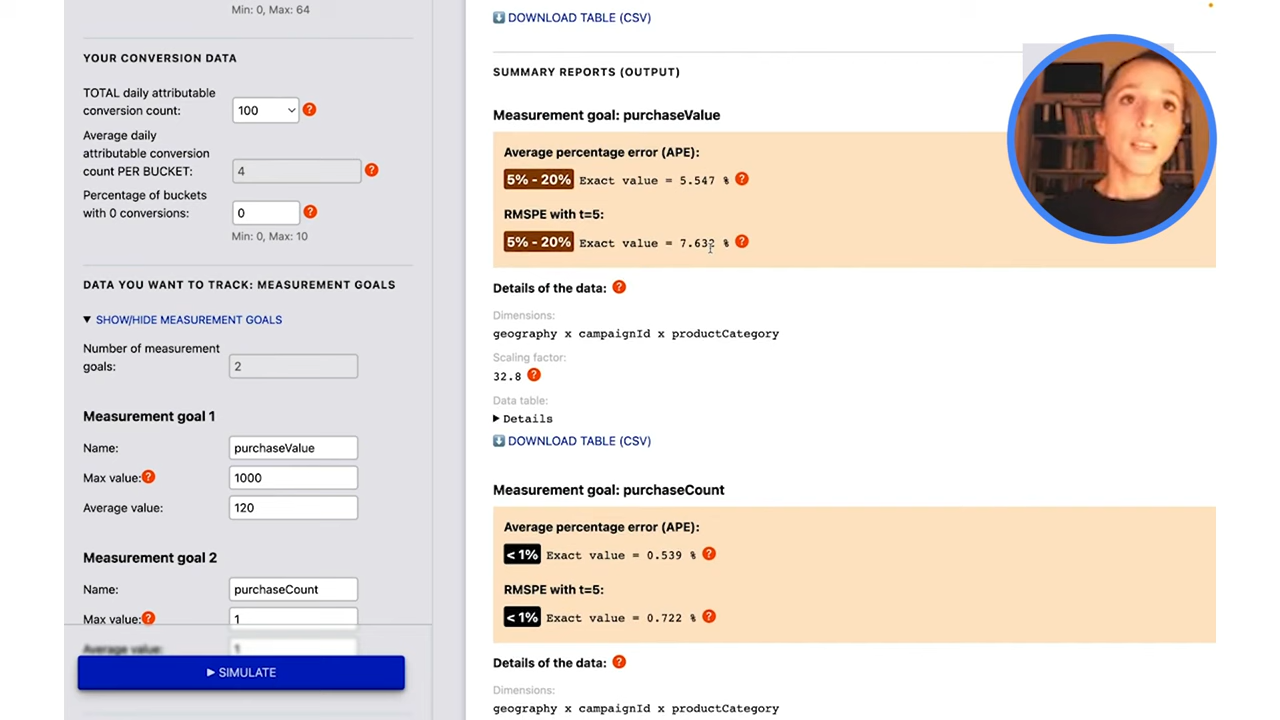 Min: 0, Max: 64
YOUR CONVERSION DATA
TOTAL daily attributable
conversion count:
100
?
Average daily
attributable conversion
count PER BUCKET:
4
?
Percentage of buckets
with 0 conversions:
0
?
Min: 0, Max: 10
DATA YOU WANT TO TRACK: MEASUREMENT GOALS
▼ SHOW/HIDE MEASUREMENT GOALS
Number of measurement
goals:
2
Measurement goal 1
Name:
purchaseValue
Max value:?
1000
Average value:
120
Measurement goal 2
Name:
purchaseCount
Max value:?
1
Average value:
1
▶ SIMULATE
⬇️ DOWNLOAD TABLE (CSV)
SUMMARY REPORTS (OUTPUT)
Measurement goal: purchaseValue
Average percentage error (APE):
5% - 20% Exact value = 5.547 % ?
RMSPE with t=5:
5% - 20% Exact value = 7.632 % ?
Details of the data: ?
Dimensions:
geography x campaignId x productCategory
Scaling factor:
32.8 ?
Data table:
▶ Details
⬇️ DOWNLOAD TABLE (CSV)
Measurement goal: purchaseCount
Average percentage error (APE):
< 1% Exact value = 0.539 % ?
RMSPE with t=5:
< 1% Exact value = 0.722 % ?
Details of the data: ?
Dimensions:
geography x campaignId x productCategory